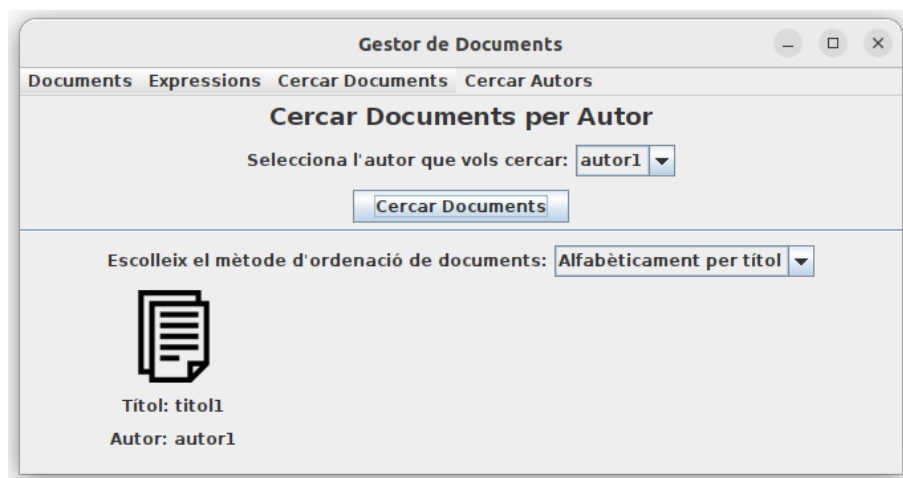 Gestor de Documents
Documents Expressions Cercar Documents Cercar Autors
Cercar Documents per Autor
Selecciona l'autor que vols cercar: autor1
Cercar Documents
Escolleix el mètode d'ordenació de documents: Alfabèticament per títol
Títol: titol1
Autor: autor1